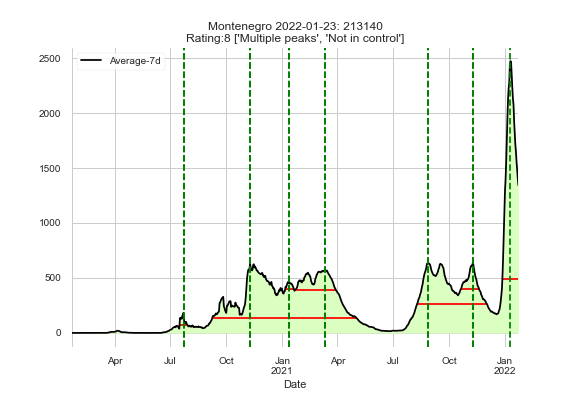 Montenegro 2022-01-23: 213140
Rating:8 ['Multiple peaks', 'Not in control']
Average-7d
2500
2000
1500
1000
500
0
Apr Jul Oct Jan Apr Jul Oct Jan
2021 2022
Date